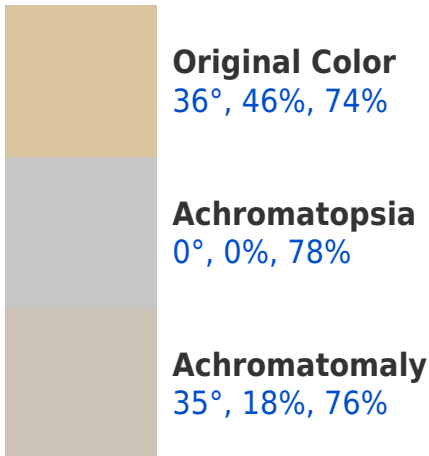 Original Color
36°, 46%, 74%
Achromatopsia
0°, 0%, 78%
Achromatomaly
35°, 18%, 76%